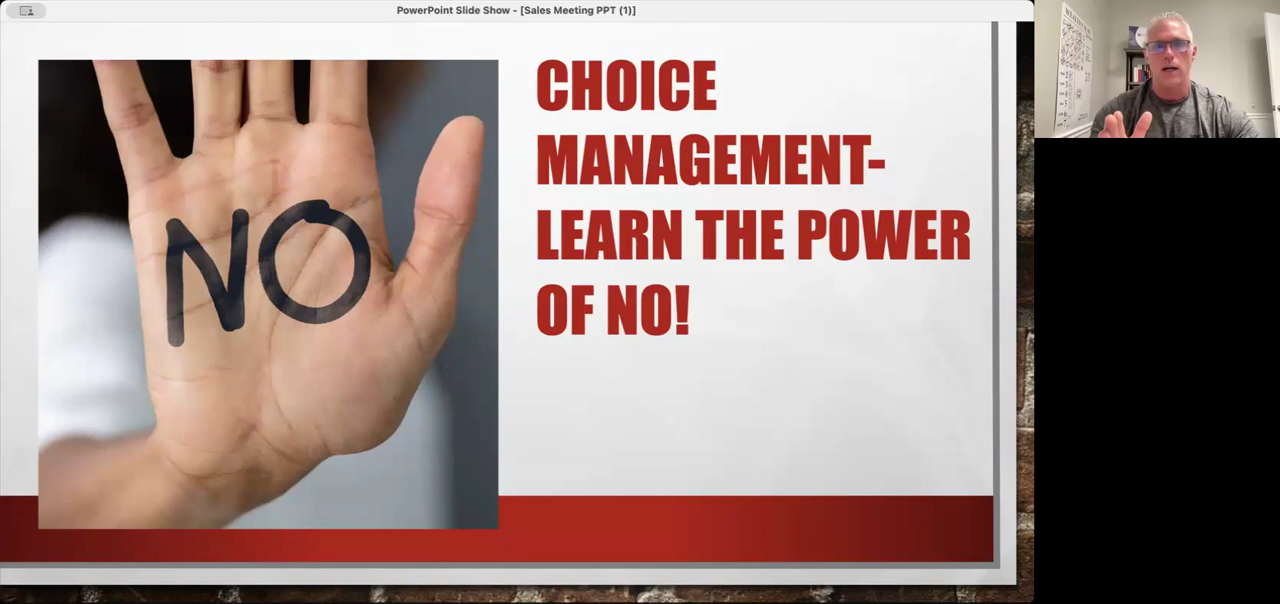 PowerPoint Slide Show - [Sales Meeting PPT (1)]
NO
CHOICE
MANAGEMENT-
LEARN THE POWER
OF NO!